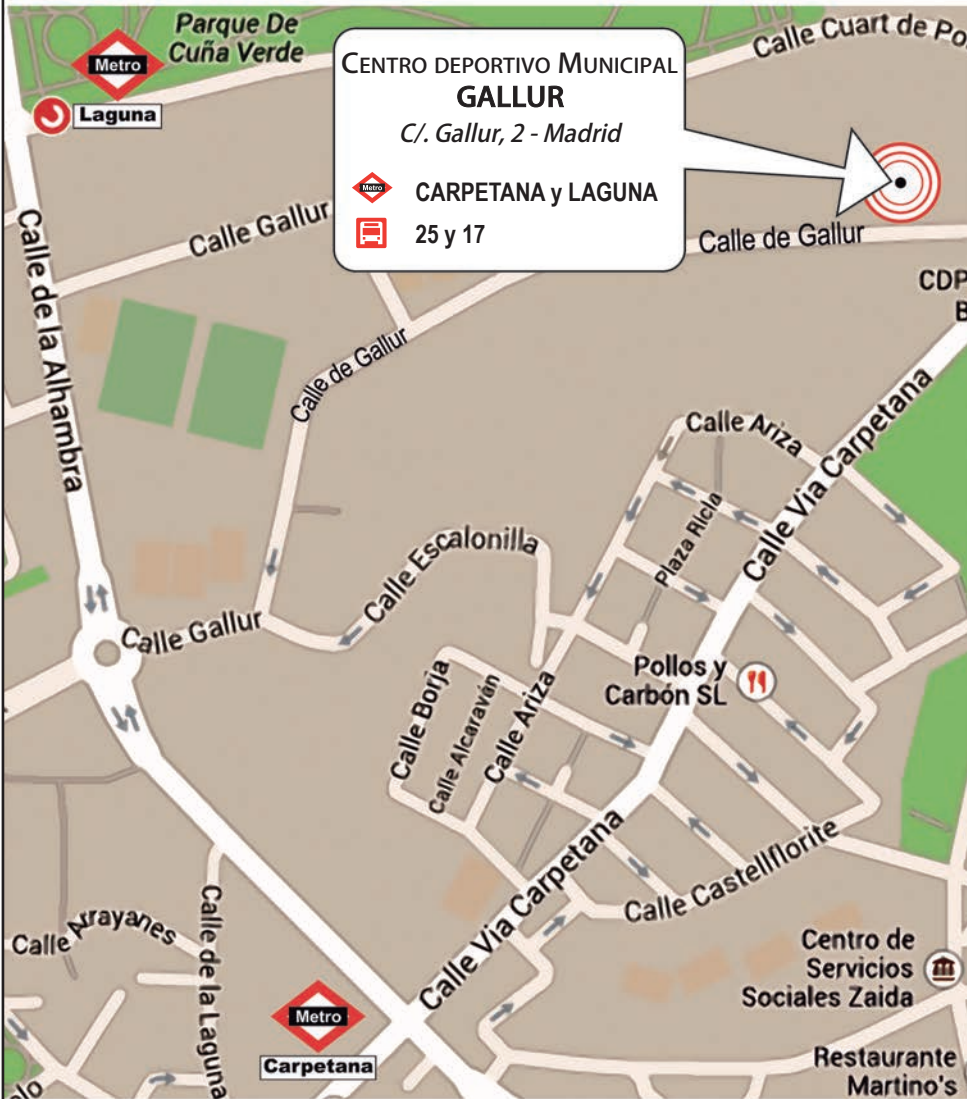 Parque De
Cuña Verde
Metro
Laguna
CENTRO DEPORTIVO MUNICIPAL
GALLUR
C/. Gallur, 2 - Madrid
Metro
CARPETANA y LAGUNA
25 y 17
Calle Cuart de Po
Calle Gallur
Calle de Gallur
CDP
B
Calle de la Alhambra
Calle de Gallur
Calle Ariza
Calle Via Carpetana
Plaza Ricla
Calle Escalonilla
Calle Gallur
Pollos y
Carbón SL
Calle Borja
Calle Alcaraván
Calle Ariza
Calle Via Carpetana
Calle Castellflorite
Calle Arrayanes
Calle de la Laguna
Centro de
Servicios
Sociales Zaida
Metro
Carpetana
Restaurante
Martino's
elo